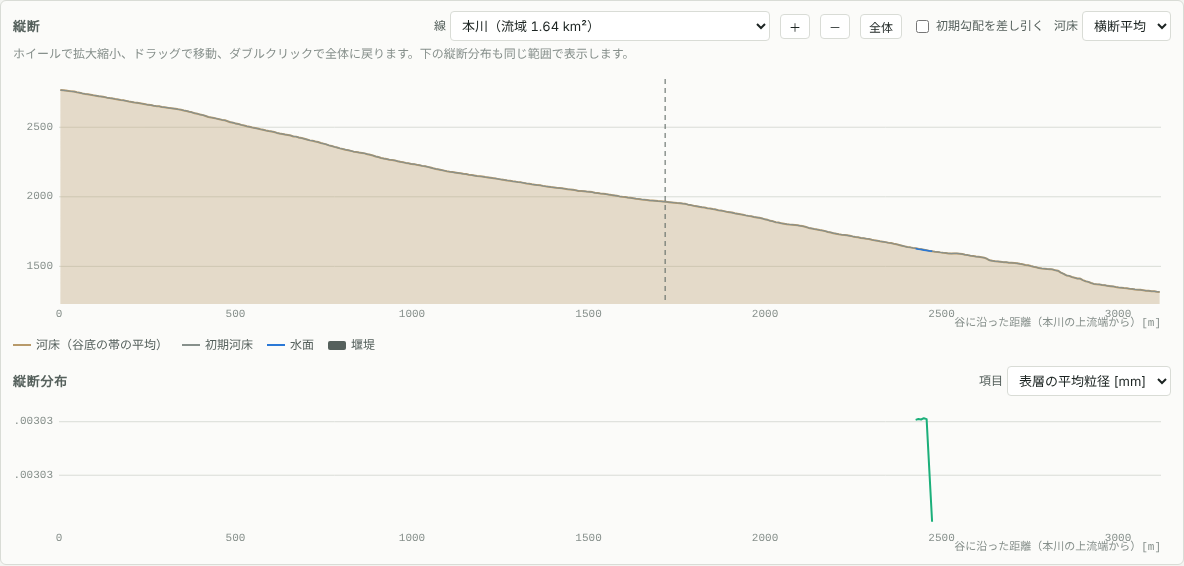 縦断 線 本川（流域 1.64 km²） ＋ － 全体 初期勾配を差し引く 河床 横断平均
ホイールで拡大縮小、ドラッグで移動、ダブルクリックで全体に戻ります。下の縦断分布も同じ範囲で表示します。
2500
2000
1500
0 500 1000 1500 2000 2500 3000
谷に沿った距離（本川の上流端から）[m]
河床（谷底の帯の平均） 初期河床 水面 堰堤
縦断分布 項目 表層の平均粒径 [mm]
.00303
.00303
0 500 1000 1500 2000 2500 3000
谷に沿った距離（本川の上流端から）[m]